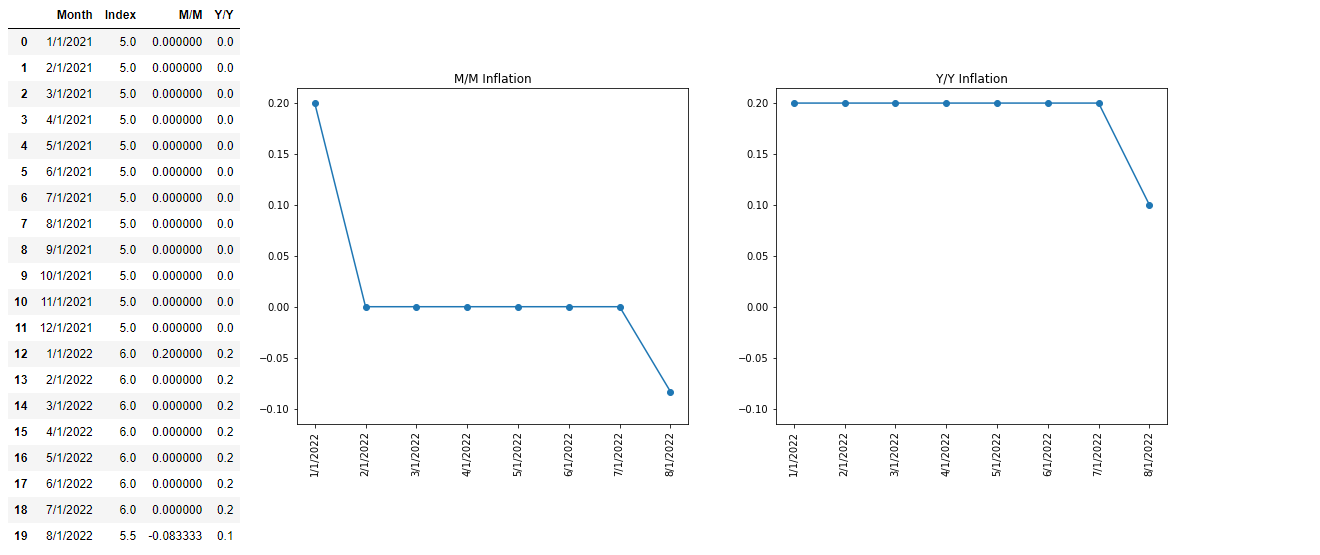 Month Index M/M Y/Y
0 1/1/2021 5.0 0.000000 0.0
1 2/1/2021 5.0 0.000000 0.0
2 3/1/2021 5.0 0.000000 0.0
3 4/1/2021 5.0 0.000000 0.0
4 5/1/2021 5.0 0.000000 0.0
5 6/1/2021 5.0 0.000000 0.0
6 7/1/2021 5.0 0.000000 0.0
7 8/1/2021 5.0 0.000000 0.0
8 9/1/2021 5.0 0.000000 0.0
9 10/1/2021 5.0 0.000000 0.0
10 11/1/2021 5.0 0.000000 0.0
11 12/1/2021 5.0 0.000000 0.0
12 1/1/2022 6.0 0.200000 0.2
13 2/1/2022 6.0 0.000000 0.2
14 3/1/2022 6.0 0.000000 0.2
15 4/1/2022 6.0 0.000000 0.2
16 5/1/2022 6.0 0.000000 0.2
17 6/1/2022 6.0 0.000000 0.2
18 7/1/2022 6.0 0.000000 0.2
19 8/1/2022 5.5 -0.083333 0.1
M/M Inflation
0.20
0.15
0.10
0.05
0.00
−0.05
−0.10
1/1/2022
2/1/2022
3/1/2022
4/1/2022
5/1/2022
6/1/2022
7/1/2022
8/1/2022
Y/Y Inflation
0.20
0.15
0.10
0.05
0.00
−0.05
−0.10
1/1/2022
2/1/2022
3/1/2022
4/1/2022
5/1/2022
6/1/2022
7/1/2022
8/1/2022